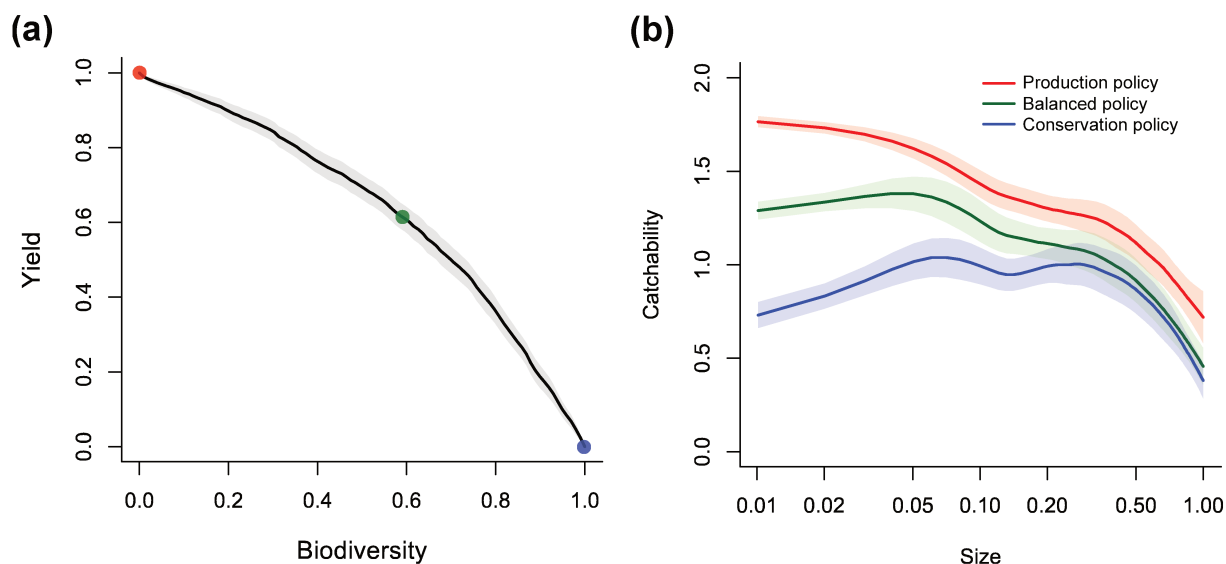 (a)
1.0
0.8
0.6
0.4
0.2
0.0
Yield
0.0 0.2 0.4 0.6 0.8 1.0
Biodiversity
(b)
2.0
1.5
1.0
0.5
0.0
Catchability
Production policy
Balanced policy
Conservation policy
0.01 0.02 0.05 0.10 0.20 0.50 1.00
Size